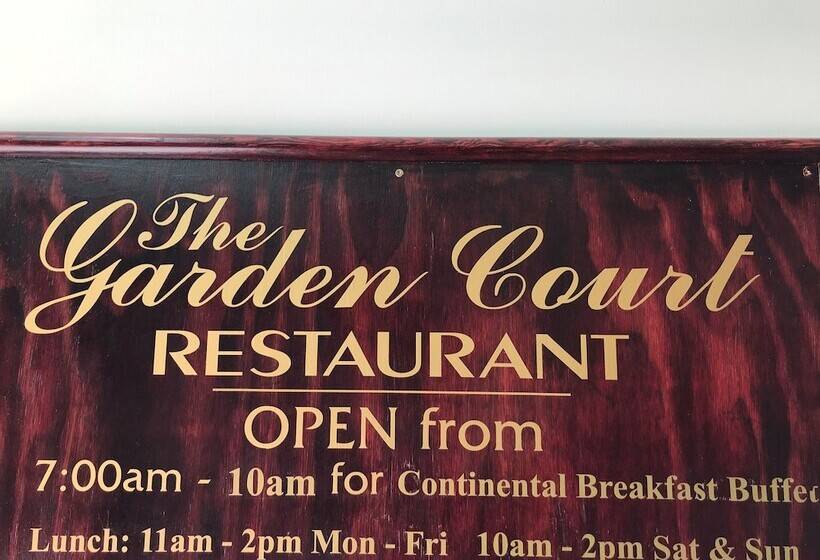 The
Garden Court
RESTAURANT
OPEN from
7:00am - 10am for Continental Breakfast Buffet
Lunch: 11am - 2pm Mon - Fri 10am - 2pm Sat & Sun